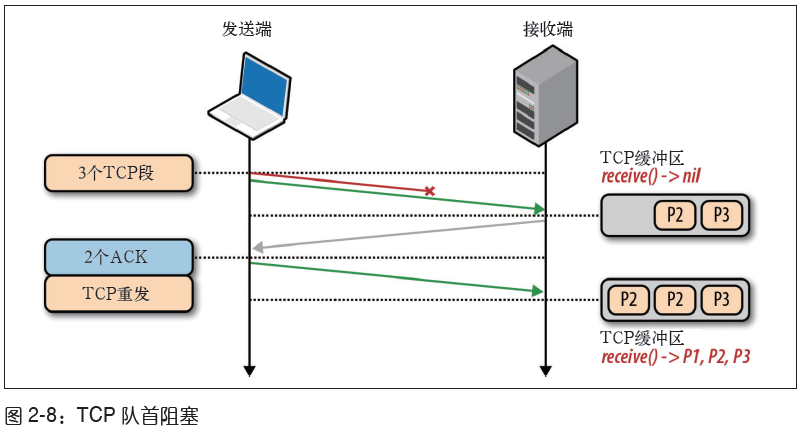 发送端
接收端
3个TCP段
TCP缓冲区
receive() -> nil
P2 P3
2个ACK
TCP重发
P2 P2 P3
TCP缓冲区
receive() -> P1, P2, P3
图 2-8：TCP 队首阻塞